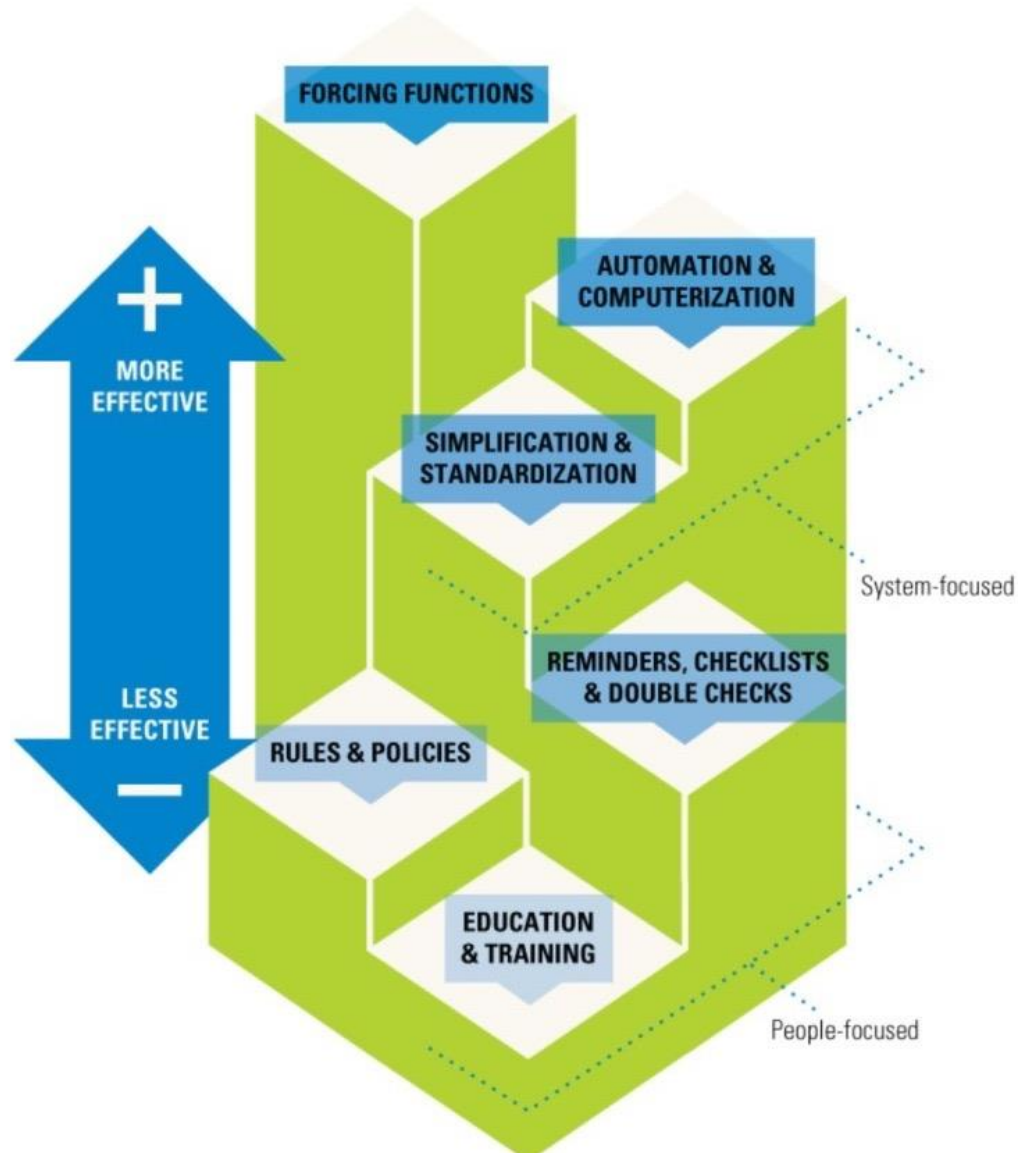 FORCING FUNCTIONS
AUTOMATION &
COMPUTERIZATION
+
MORE
EFFECTIVE
SIMPLIFICATION &
STANDARDIZATION
System-focused
REMINDERS, CHECKLISTS
& DOUBLE CHECKS
LESS
EFFECTIVE
RULES & POLICIES
–
EDUCATION
& TRAINING
People-focused